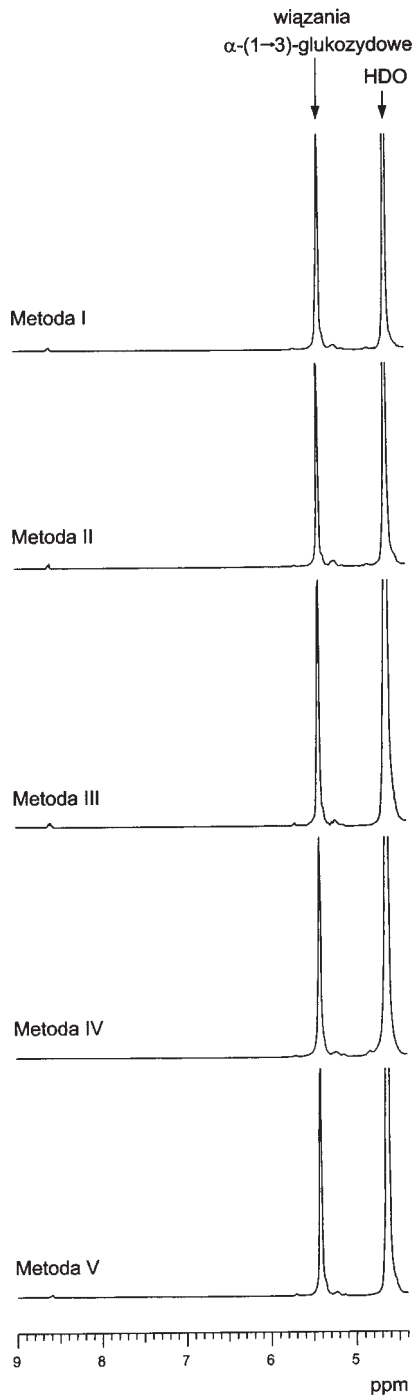 wiązania
α-(1→3)-glukozydowe
HDO
Metoda I
Metoda II
Metoda III
Metoda IV
Metoda V
9 8 7 6 5
ppm